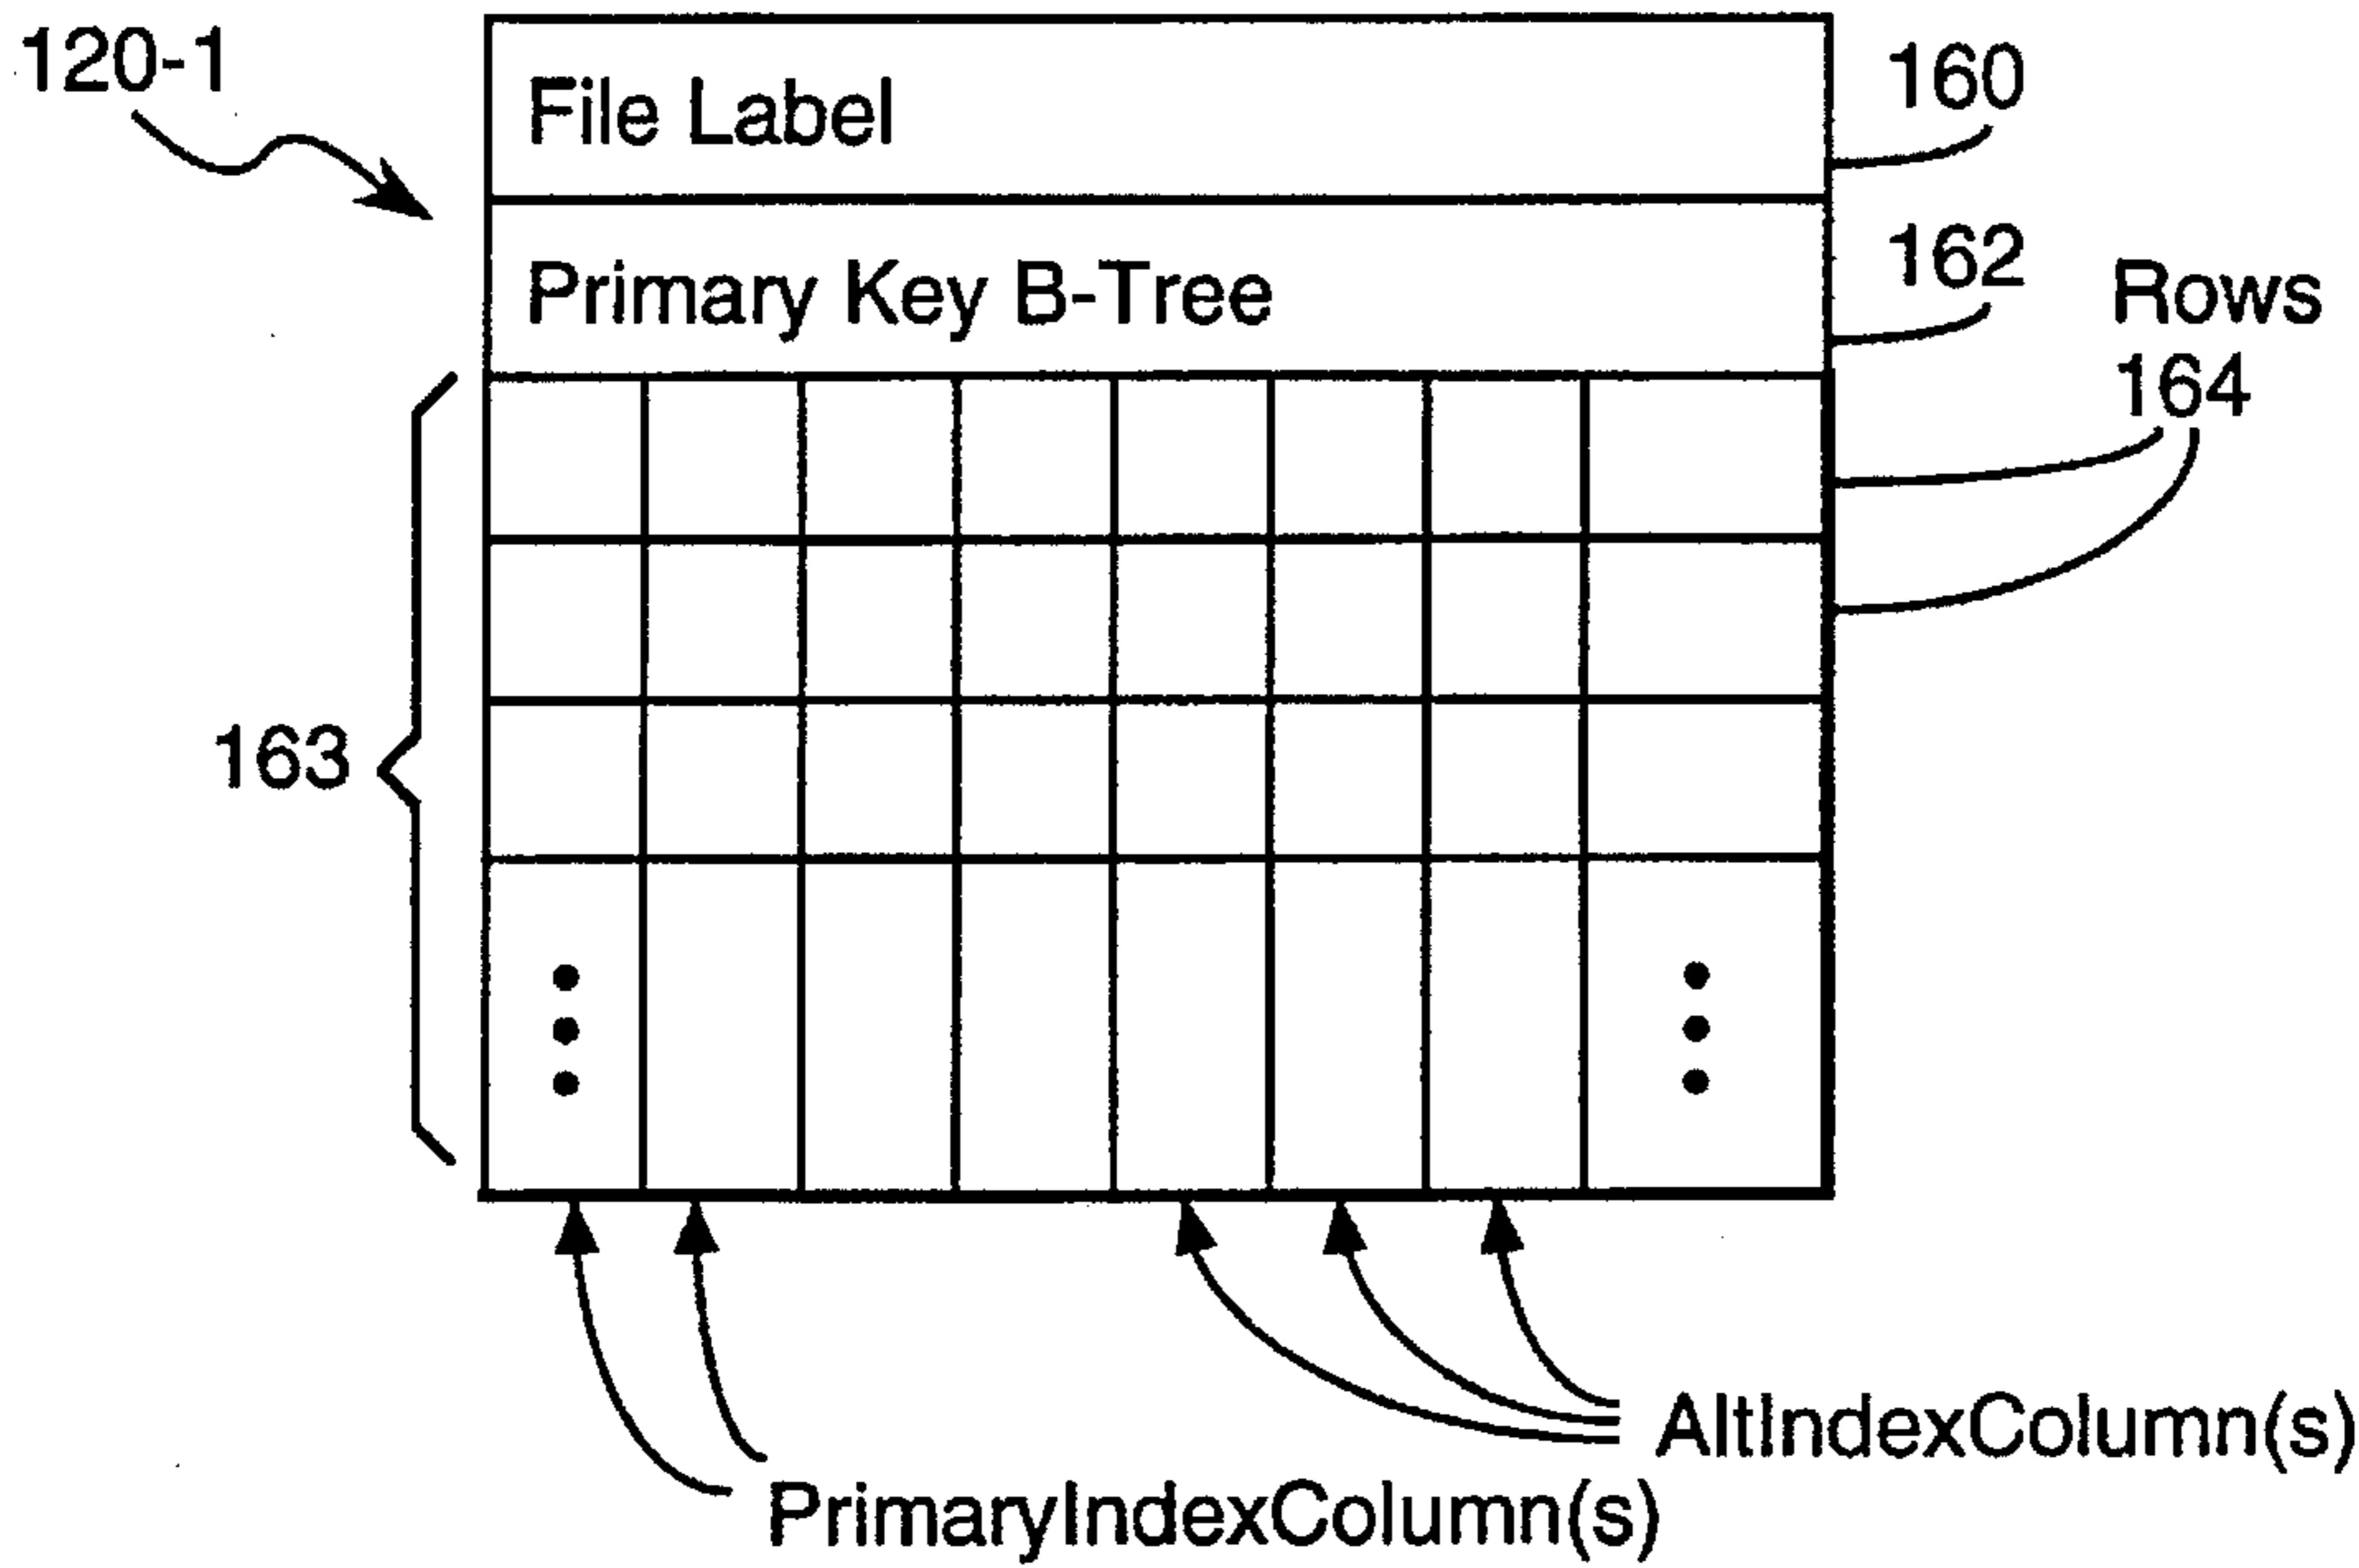 120-1
File Label
160
Primary Key B-Tree
162
Rows
164
163
AltIndexColumn(s)
PrimaryIndexColumn(s)